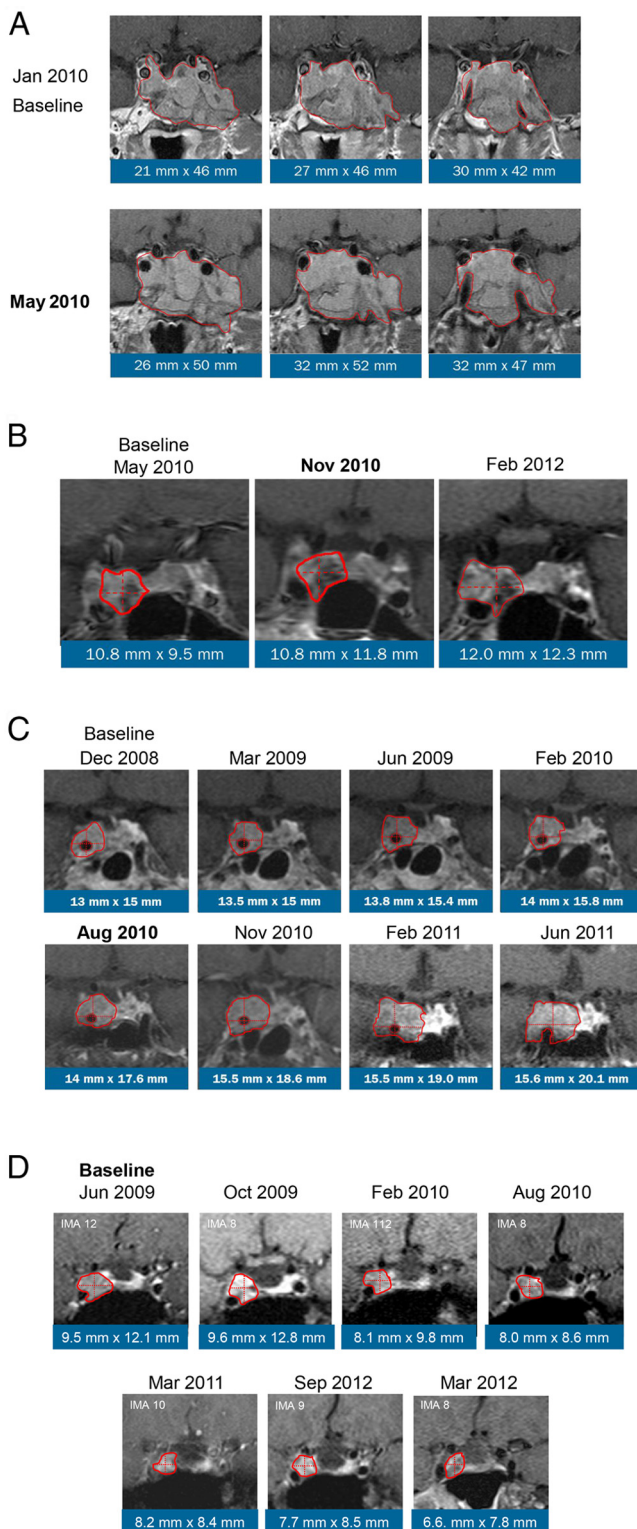 A
Jan 2010
Baseline
21 mm x 46 mm
27 mm x 46 mm
30 mm x 42 mm
May 2010
26 mm x 50 mm
32 mm x 52 mm
32 mm x 47 mm
B
Baseline
May 2010
Nov 2010
Feb 2012
10.8 mm x 9.5 mm
10.8 mm x 11.8 mm
12.0 mm x 12.3 mm
C
Baseline
Dec 2008
Mar 2009
Jun 2009
Feb 2010
13 mm x 15 mm
13.5 mm x 15 mm
13.8 mm x 15.4 mm
14 mm x 15.8 mm
Aug 2010
Nov 2010
Feb 2011
Jun 2011
14 mm x 17.6 mm
15.5 mm x 18.6 mm
15.5 mm x 19.0 mm
15.6 mm x 20.1 mm
D
Baseline
Jun 2009
Oct 2009
Feb 2010
Aug 2010
IMA 12
IMA 8
IMA 112
IMA 8
9.5 mm x 12.1 mm
9.6 mm x 12.8 mm
8.1 mm x 9.8 mm
8.0 mm x 8.6 mm
Mar 2011
Sep 2012
Mar 2012
IMA 10
IMA 9
IMA 8
8.2 mm x 8.4 mm
7.7 mm x 8.5 mm
6.6. mm x 7.8 mm